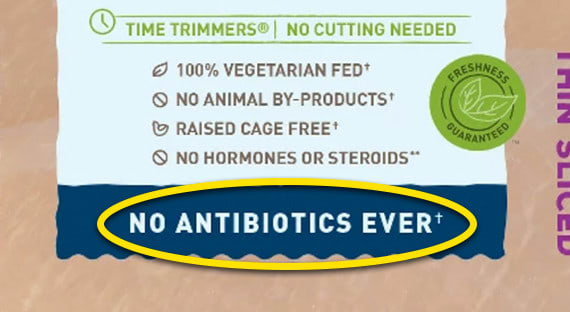 TIME TRIMMERS® | NO CUTTING NEEDED
100% VEGETARIAN FED†
NO ANIMAL BY-PRODUCTS†
RAISED CAGE FREE†
NO HORMONES OR STEROIDS**
FRESHNESS
GUARANTEED
™
THIN SLICED
NO ANTIBIOTICS EVER†